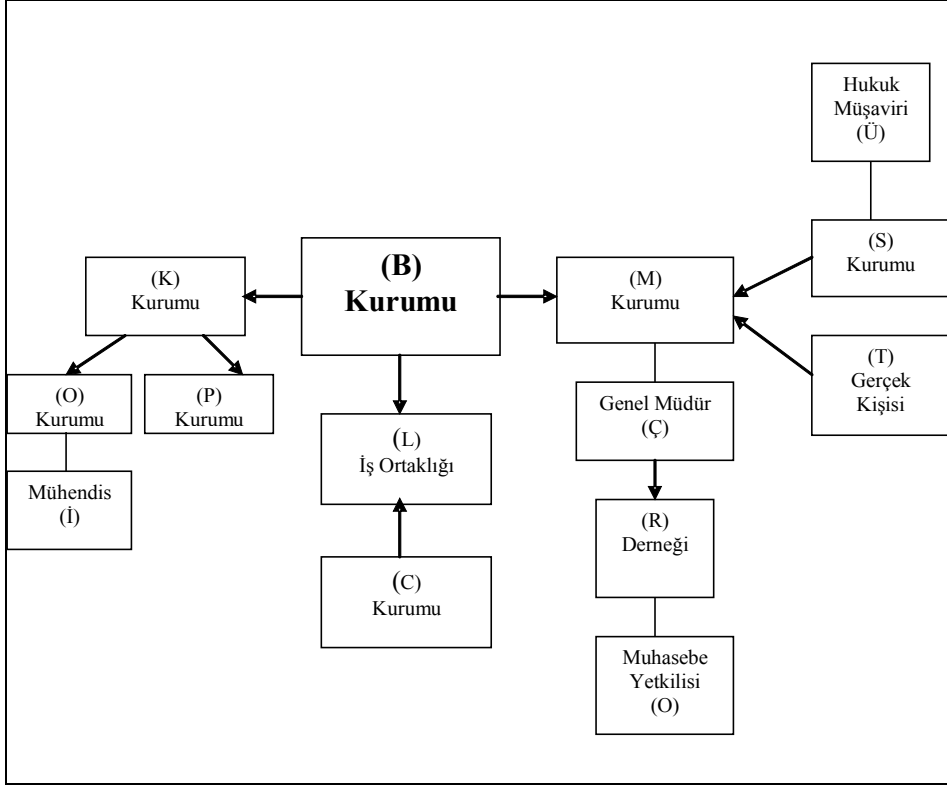 Hukuk
Müşaviri
(Ü)
(S)
Kurumu
(B)
Kurumu
(K)
Kurumu
(M)
Kurumu
(T)
Gerçek
Kişisi
(O)
Kurumu
(P)
Kurumu
Genel Müdür
(Ç)
(L)
İş Ortaklığı
Mühendis
(İ)
(R)
Derneği
(C)
Kurumu
Muhasebe
Yetkilisi
(O)